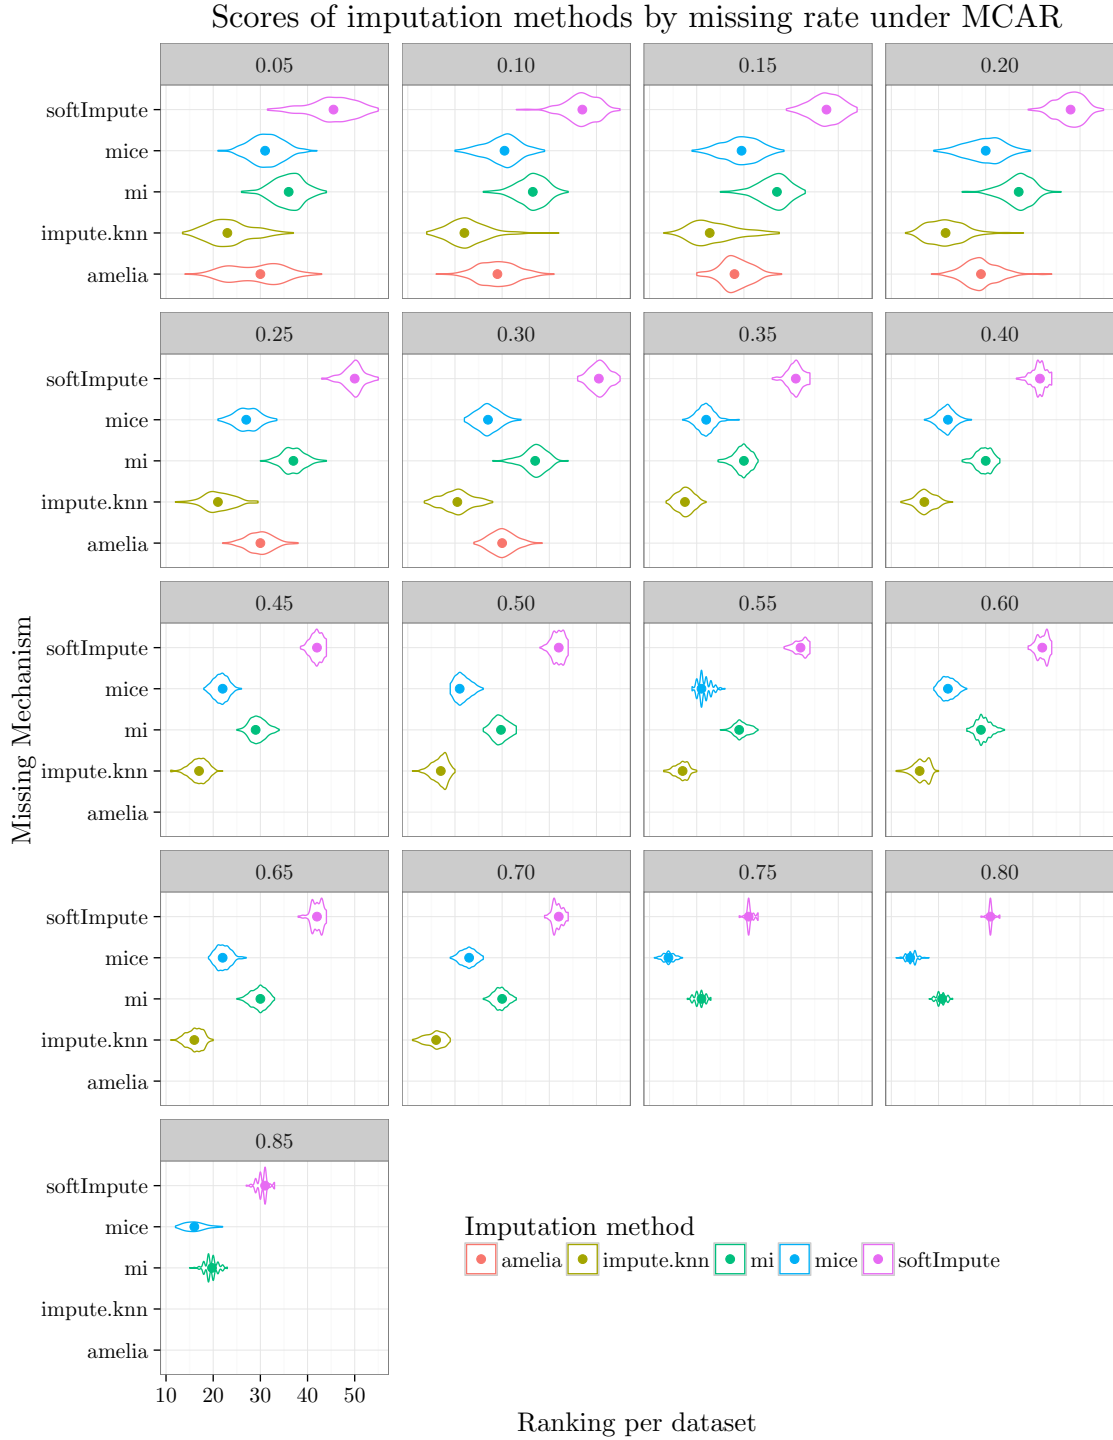 Scores of imputation methods by missing rate under MCAR
0.05 0.10 0.15 0.20
softImpute
mice
mi
impute.knn
amelia
0.25 0.30 0.35 0.40
softImpute
mice
mi
impute.knn
amelia
0.45 0.50 0.55 0.60
softImpute
mice
mi
impute.knn
amelia
0.65 0.70 0.75 0.80
softImpute
mice
mi
impute.knn
amelia
0.85
softImpute
mice
mi
impute.knn
amelia
10 20 30 40 50
Missing Mechanism
Ranking per dataset
Imputation method
amelia impute.knn mi mice softImpute